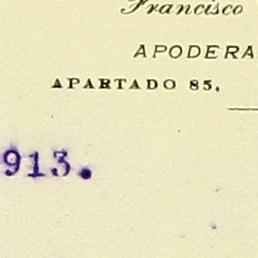 Francisco
APODERA
APARTADO 85.
913.